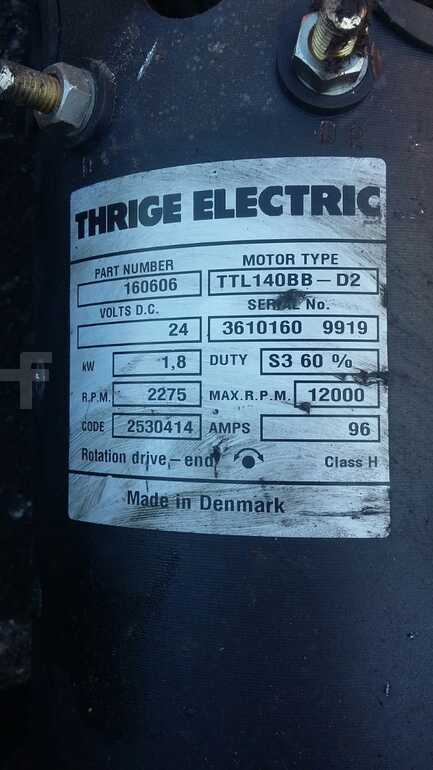 THRIGE ELECTRIC
PART NUMBER MOTOR TYPE
160606 TTL140BB-D2
VOLTS D.C. SERIAL No.
24 3610160 9919
kW 1,8 DUTY S3 60 %
R.P.M. 2275 MAX. R.P.M. 12000
CODE 2530414 AMPS 96
Rotation drive-end Class H
Made in Denmark